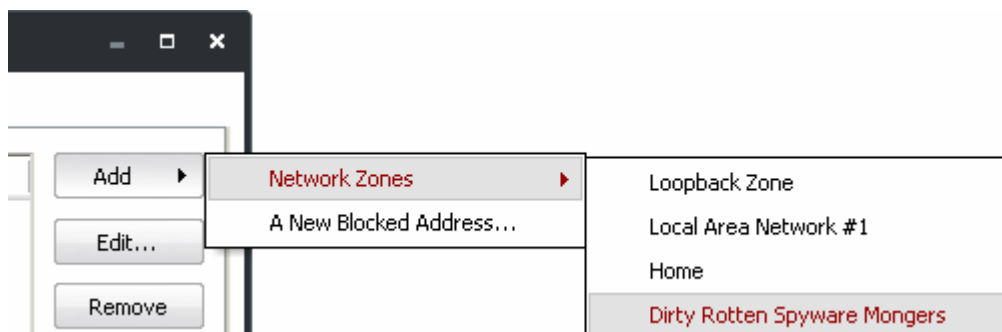 Add
Edit...
Remove
Network Zones
A New Blocked Address...
Loopback Zone
Local Area Network #1
Home
Dirty Rotten Spyware Mongers